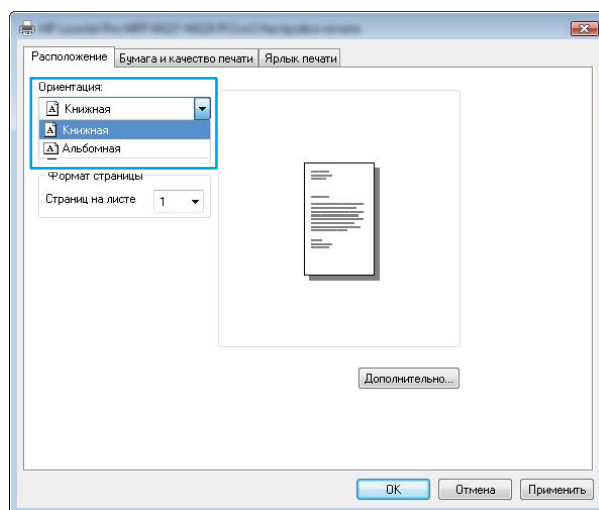 Расположение Бумага и качество печати Ярлык печати
Ориентация:
Книжная
Книжная
Альбомная
Формат страницы
Страниц на листе 1
Дополнительно...
OK Отмена Применить